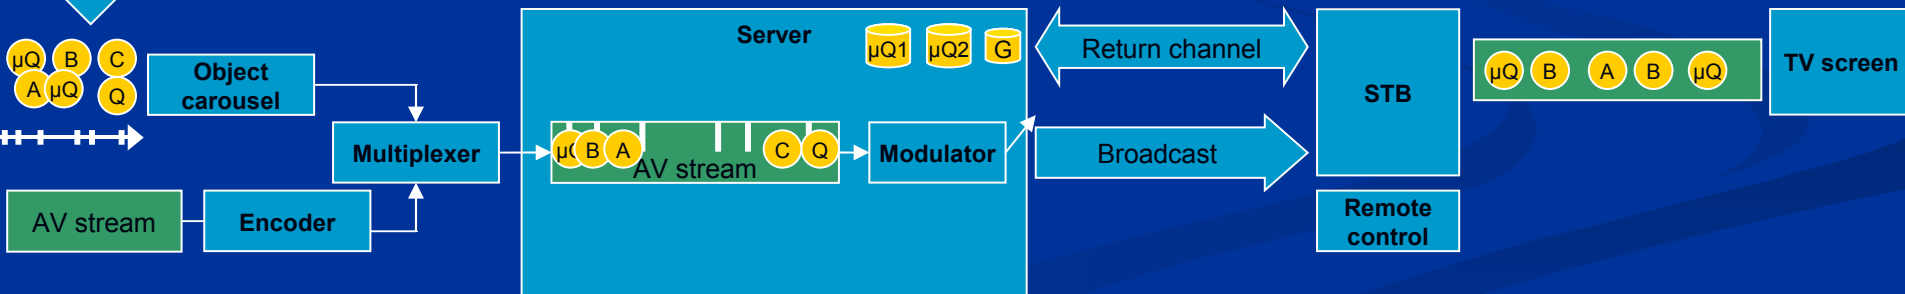 µQ B C
A µQ Q
Object
carousel
AV stream
Encoder
Multiplexer
Server
µQ1 µQ2 G
µQ B A C Q
AV stream
Modulator
Return channel
Broadcast
STB
Remote
control
µQ B A B µQ
TV screen